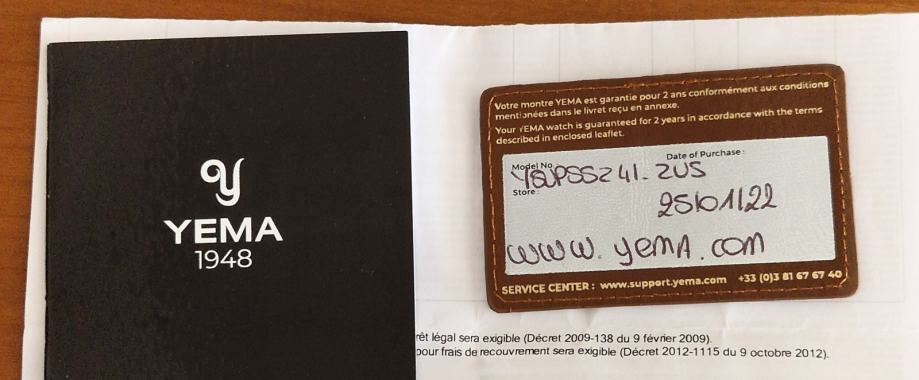 YEMA
1948
Votre montre YEMA est garantie pour 2 ans conformément aux conditions
mentionées dans le livret reçu en annexe.
Your YEMA watch is guaranteed for 2 years in accordance with the terms
described in enclosed leaflet.
Date of Purchase :
Model No
YSUPSSZ41.ZUS
Store :
25/01/22
www.yema.com
SERVICE CENTER : www.support.yema.com +33 (0)3 81 67 67 40
rêt légal sera exigible (Décret 2009-138 du 9 février 2009).
pour frais de recouvrement sera exigible (Décret 2012-1115 du 9 octobre 2012).